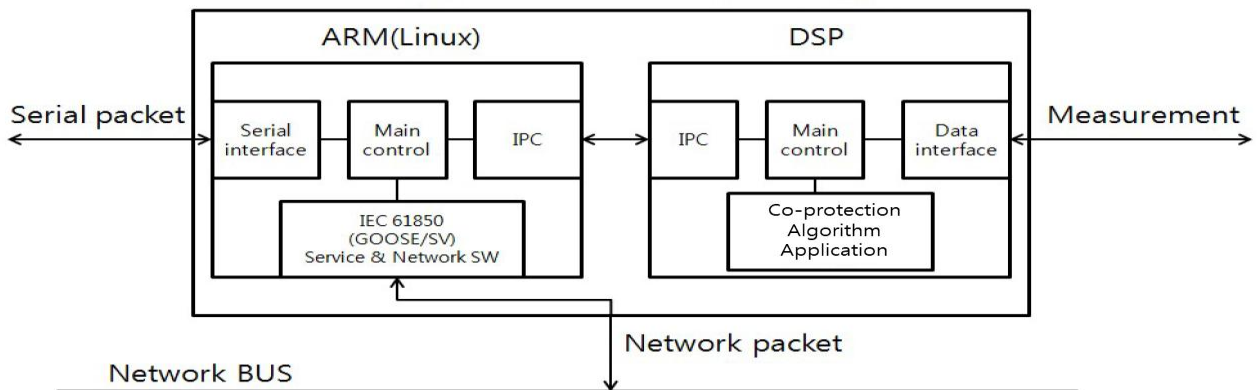 ARM(Linux)
DSP
Serial packet
Measurement
Serial
interface
Main
control
IPC
IPC
Main
control
Data
interface
IEC 61850
(GOOSE/SV)
Service & Network SW
Co-protection
Algorithm
Application
Network packet
Network BUS